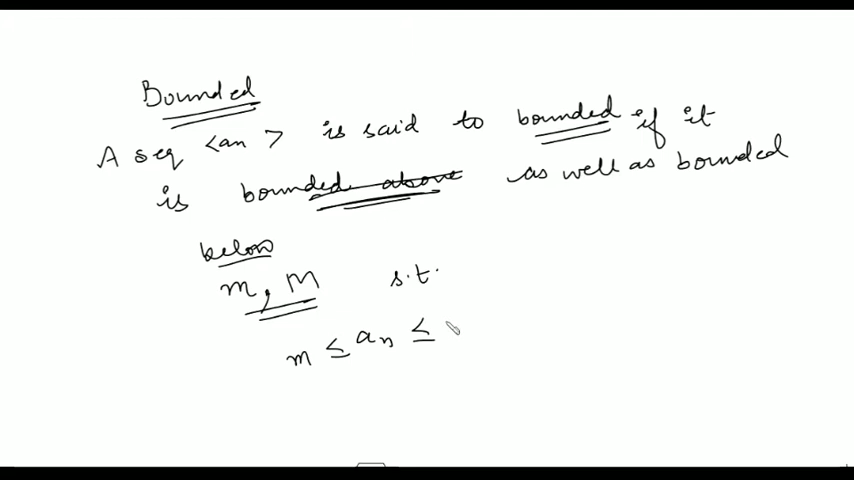 Bounded
A seq <an> is said to bounded if it
is bounded above as well as bounded
below
m, M s.t.
m ≤ an ≤